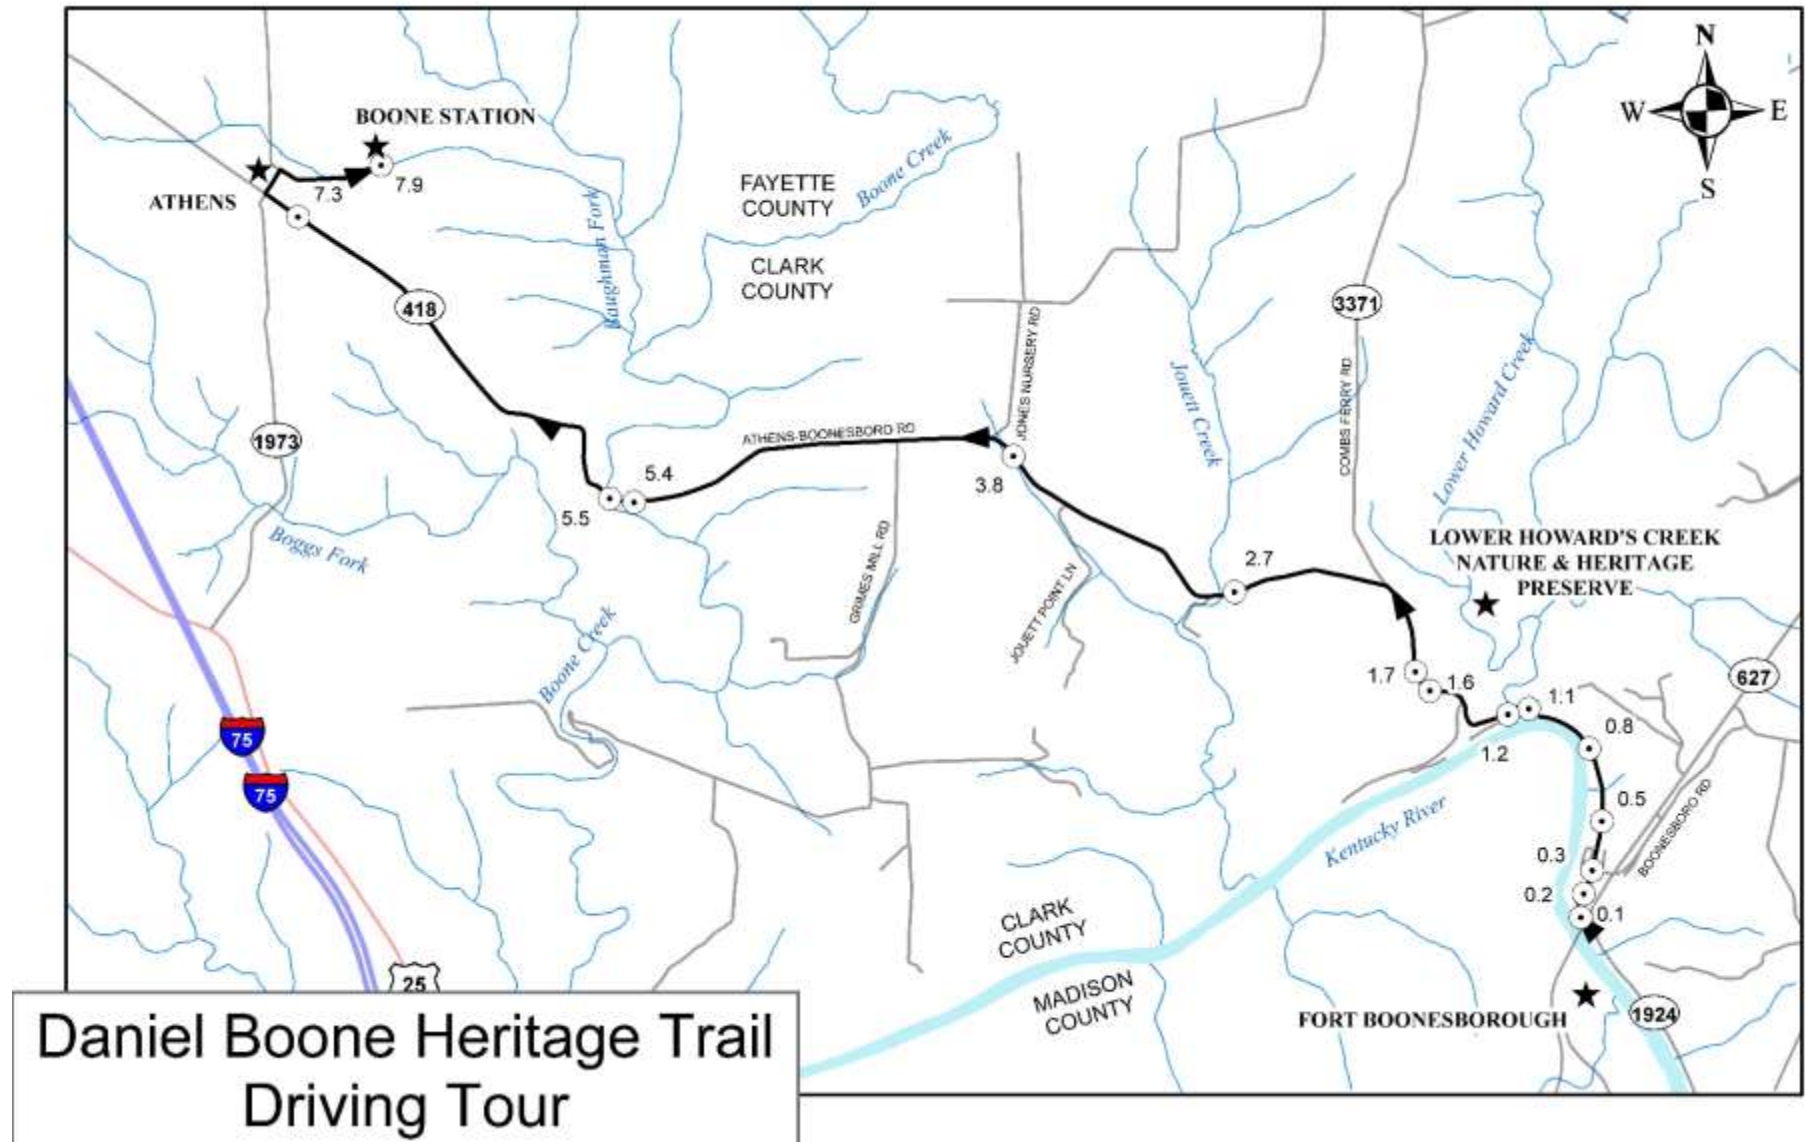 N
W
E
S
BOONE STATION
ATHENS
7.3
7.9
FAYETTE
COUNTY
Boone Creek
Baughman Fork
CLARK
COUNTY
418
3371
JONES NURSERY RD
COMBS FERRY RD
Jouett Creek
Lower Howard Creek
1973
ATHENS-BOONESBORO RD
5.4
5.5
3.8
Boggs Fork
GRIMES MILL RD
JOUETT POINT LN
2.7
LOWER HOWARD'S CREEK
NATURE & HERITAGE
PRESERVE
Boone Creek
1.7
1.6
1.1
627
75
0.8
1.2
75
0.5
BOONESBORO RD
Kentucky River
0.3
0.2
0.1
CLARK
COUNTY
25
MADISON
COUNTY
FORT BOONESBOROUGH
1924
Daniel Boone Heritage Trail
Driving Tour